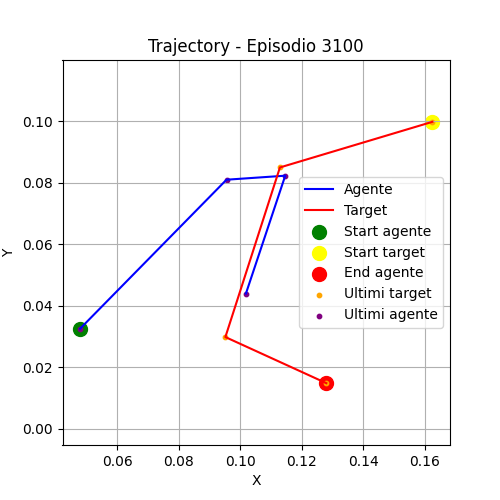 Trajectory - Episodio 3100
Y
0.10
0.08
0.06
0.04
0.02
0.00
Agente
Target
Start agente
Start target
End agente
Ultimi target
Ultimi agente
0.06
0.08
0.10
0.12
0.14
0.16
X